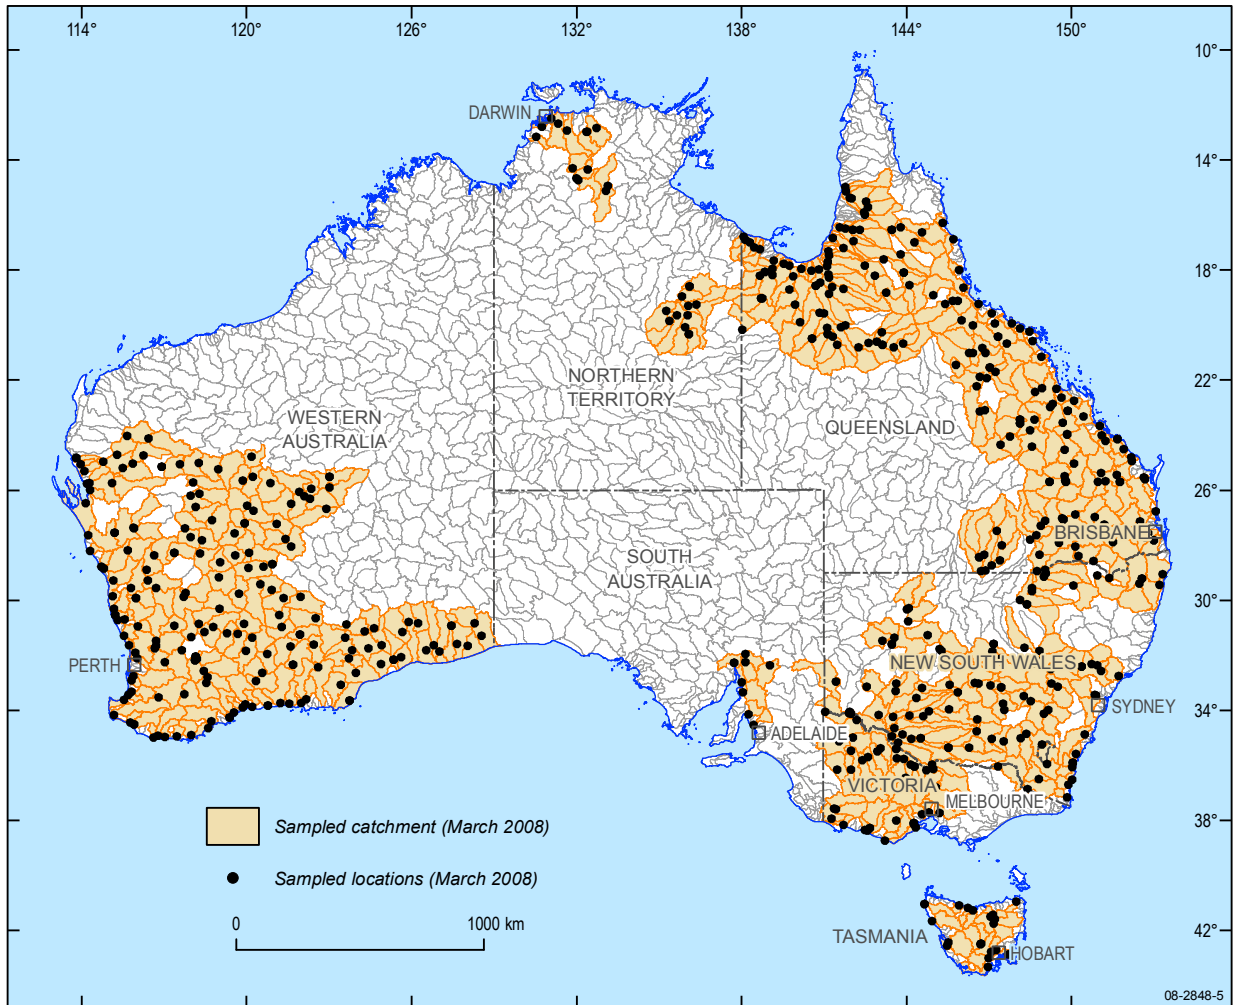 114° 120° 126° 132° 138° 144° 150°
10°
DARWIN
14°
18°
NORTHERN
TERRITORY
22°
WESTERN
AUSTRALIA
QUEENSLAND
26°
BRISBANE
SOUTH
AUSTRALIA
30°
PERTH
NEW SOUTH WALES
SYDNEY
34°
ADELAIDE
VICTORIA
MELBOURNE
Sampled catchment (March 2008)
38°
Sampled locations (March 2008)
0 1000 km
TASMANIA
42°
HOBART
08-2848-5